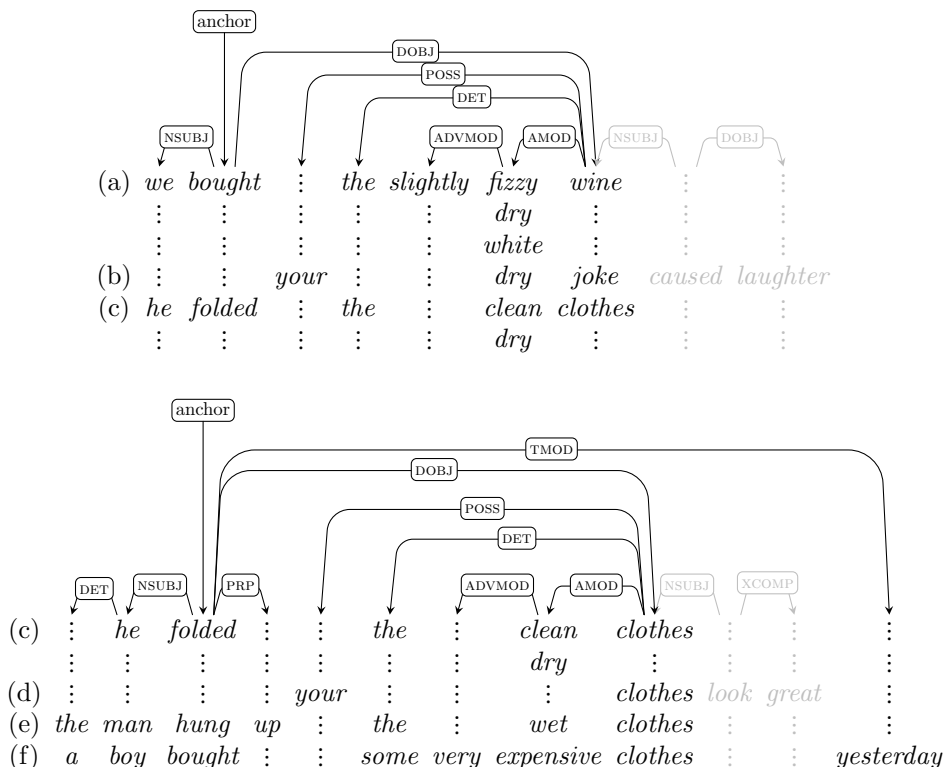 anchor
DOBJ
POSS
DET
NSUBJ ADVMOD AMOD NSUBJ DOBJ
(a) we bought ⋮ the slightly fizzy wine ⋮ ⋮
⋮ ⋮ ⋮ ⋮ ⋮ dry ⋮ ⋮ ⋮
⋮ ⋮ ⋮ ⋮ ⋮ white ⋮ ⋮ ⋮
(b) ⋮ ⋮ your ⋮ ⋮ dry joke caused laughter
(c) he folded ⋮ the ⋮ clean clothes ⋮ ⋮
⋮ ⋮ ⋮ ⋮ ⋮ dry ⋮ ⋮ ⋮
anchor
TMOD
DOBJ
POSS
DET
DET NSUBJ PRP ADVMOD AMOD NSUBJ XCOMP
(c) ⋮ he folded ⋮ ⋮ the ⋮ clean clothes ⋮ ⋮ ⋮
⋮ ⋮ ⋮ ⋮ ⋮ ⋮ ⋮ dry ⋮ ⋮ ⋮ ⋮
(d) ⋮ ⋮ ⋮ ⋮ your ⋮ ⋮ ⋮ clothes look great ⋮
(e) the man hung up ⋮ the ⋮ wet clothes ⋮ ⋮ ⋮
(f) a boy bought ⋮ ⋮ some very expensive clothes ⋮ ⋮ yesterday